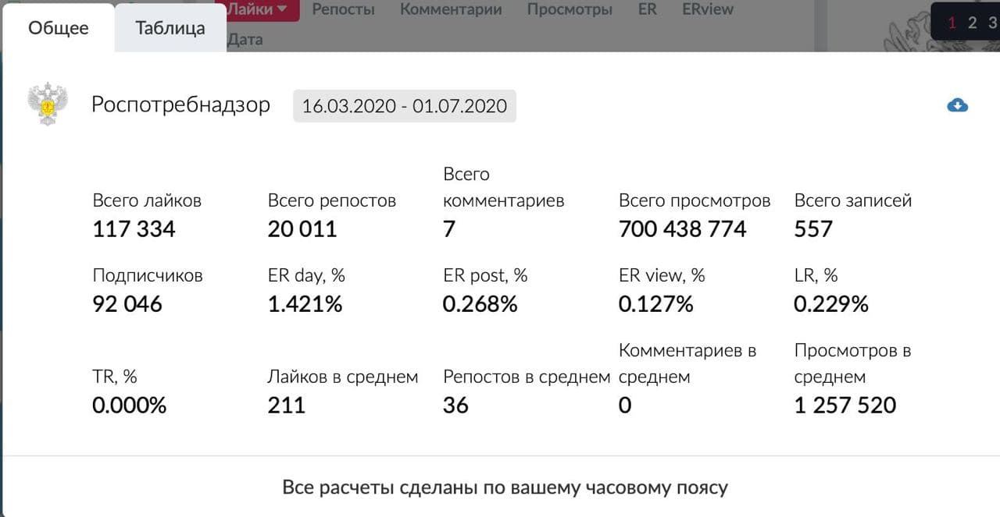 Общее
Таблица
Лайки
Репосты
Комментарии
Просмотры
ER
ERview
Дата
1 2 3
Роспотребнадзор
16.03.2020 - 01.07.2020
Всего лайков
117 334
Всего репостов
20 011
Всего
комментариев
7
Всего просмотров
700 438 774
Всего записей
557
Подписчиков
92 046
ER day, %
1.421%
ER post, %
0.268%
ER view, %
0.127%
LR, %
0.229%
TR, %
0.000%
Лайков в среднем
211
Репостов в среднем
36
Комментариев в
среднем
0
Просмотров в
среднем
1 257 520
Все расчеты сделаны по вашему часовому поясу